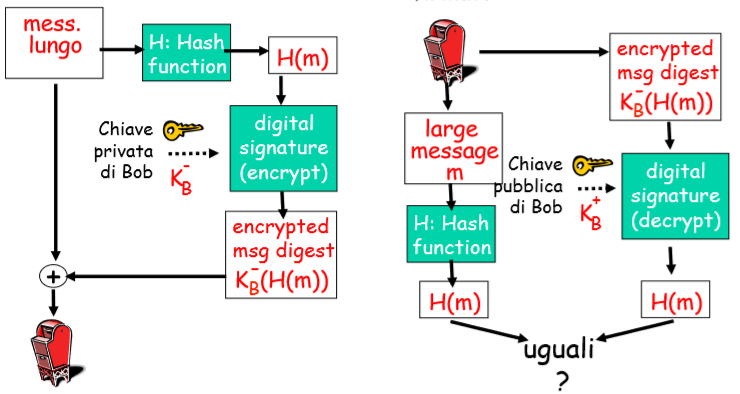 mess.
lungo
H: Hash
function
H(m)
Chiave
privata
di Bob
K_B^-
digital
signature
(encrypt)
encrypted
msg digest
K_B^-(H(m))
+
encrypted
msg digest
K_B^-(H(m))
large
message
m
Chiave
pubblica
di Bob
K_B^+
digital
signature
(decrypt)
H: Hash
function
H(m)
H(m)
uguali
?